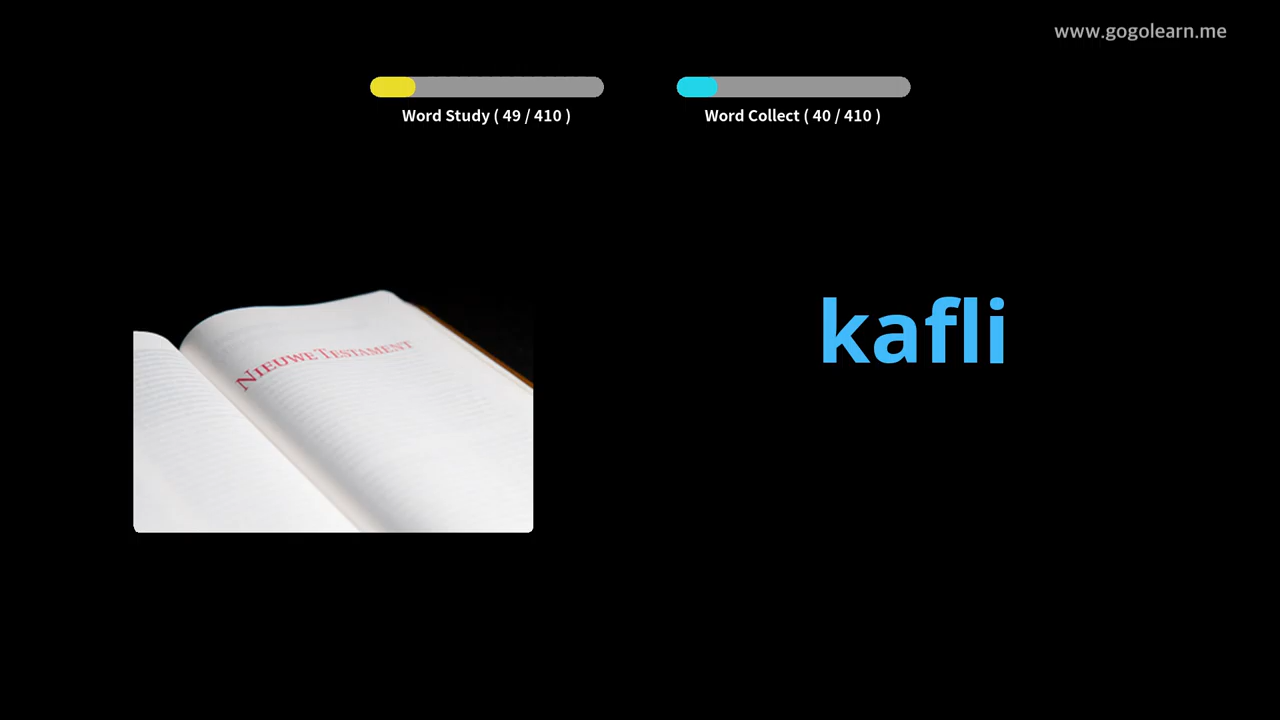 www.gogolearn.me
Word Study ( 49 / 410 )
Word Collect ( 40 / 410 )
NIEUWE TESTAMENT
kafli